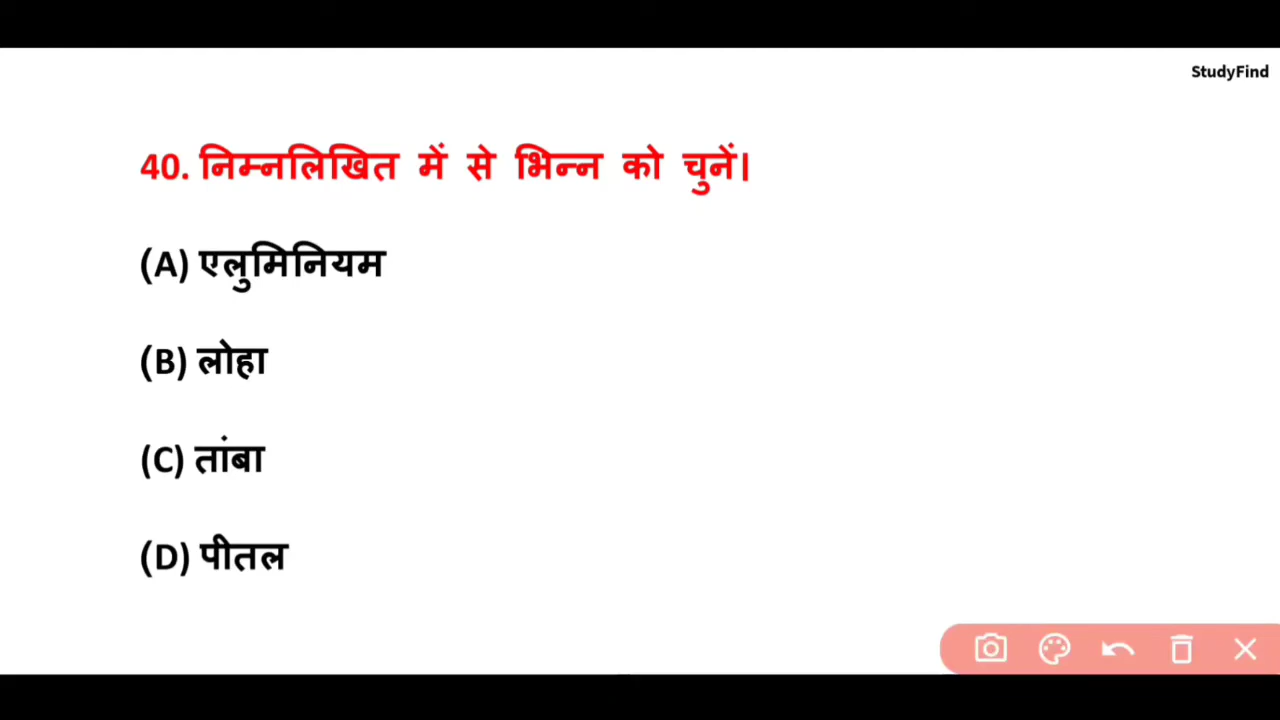 StudyFind
40. निम्नलिखित में से भिन्न को चुनें।
(A) एलुमिनियम
(B) लोहा
(C) तांबा
(D) पीतल